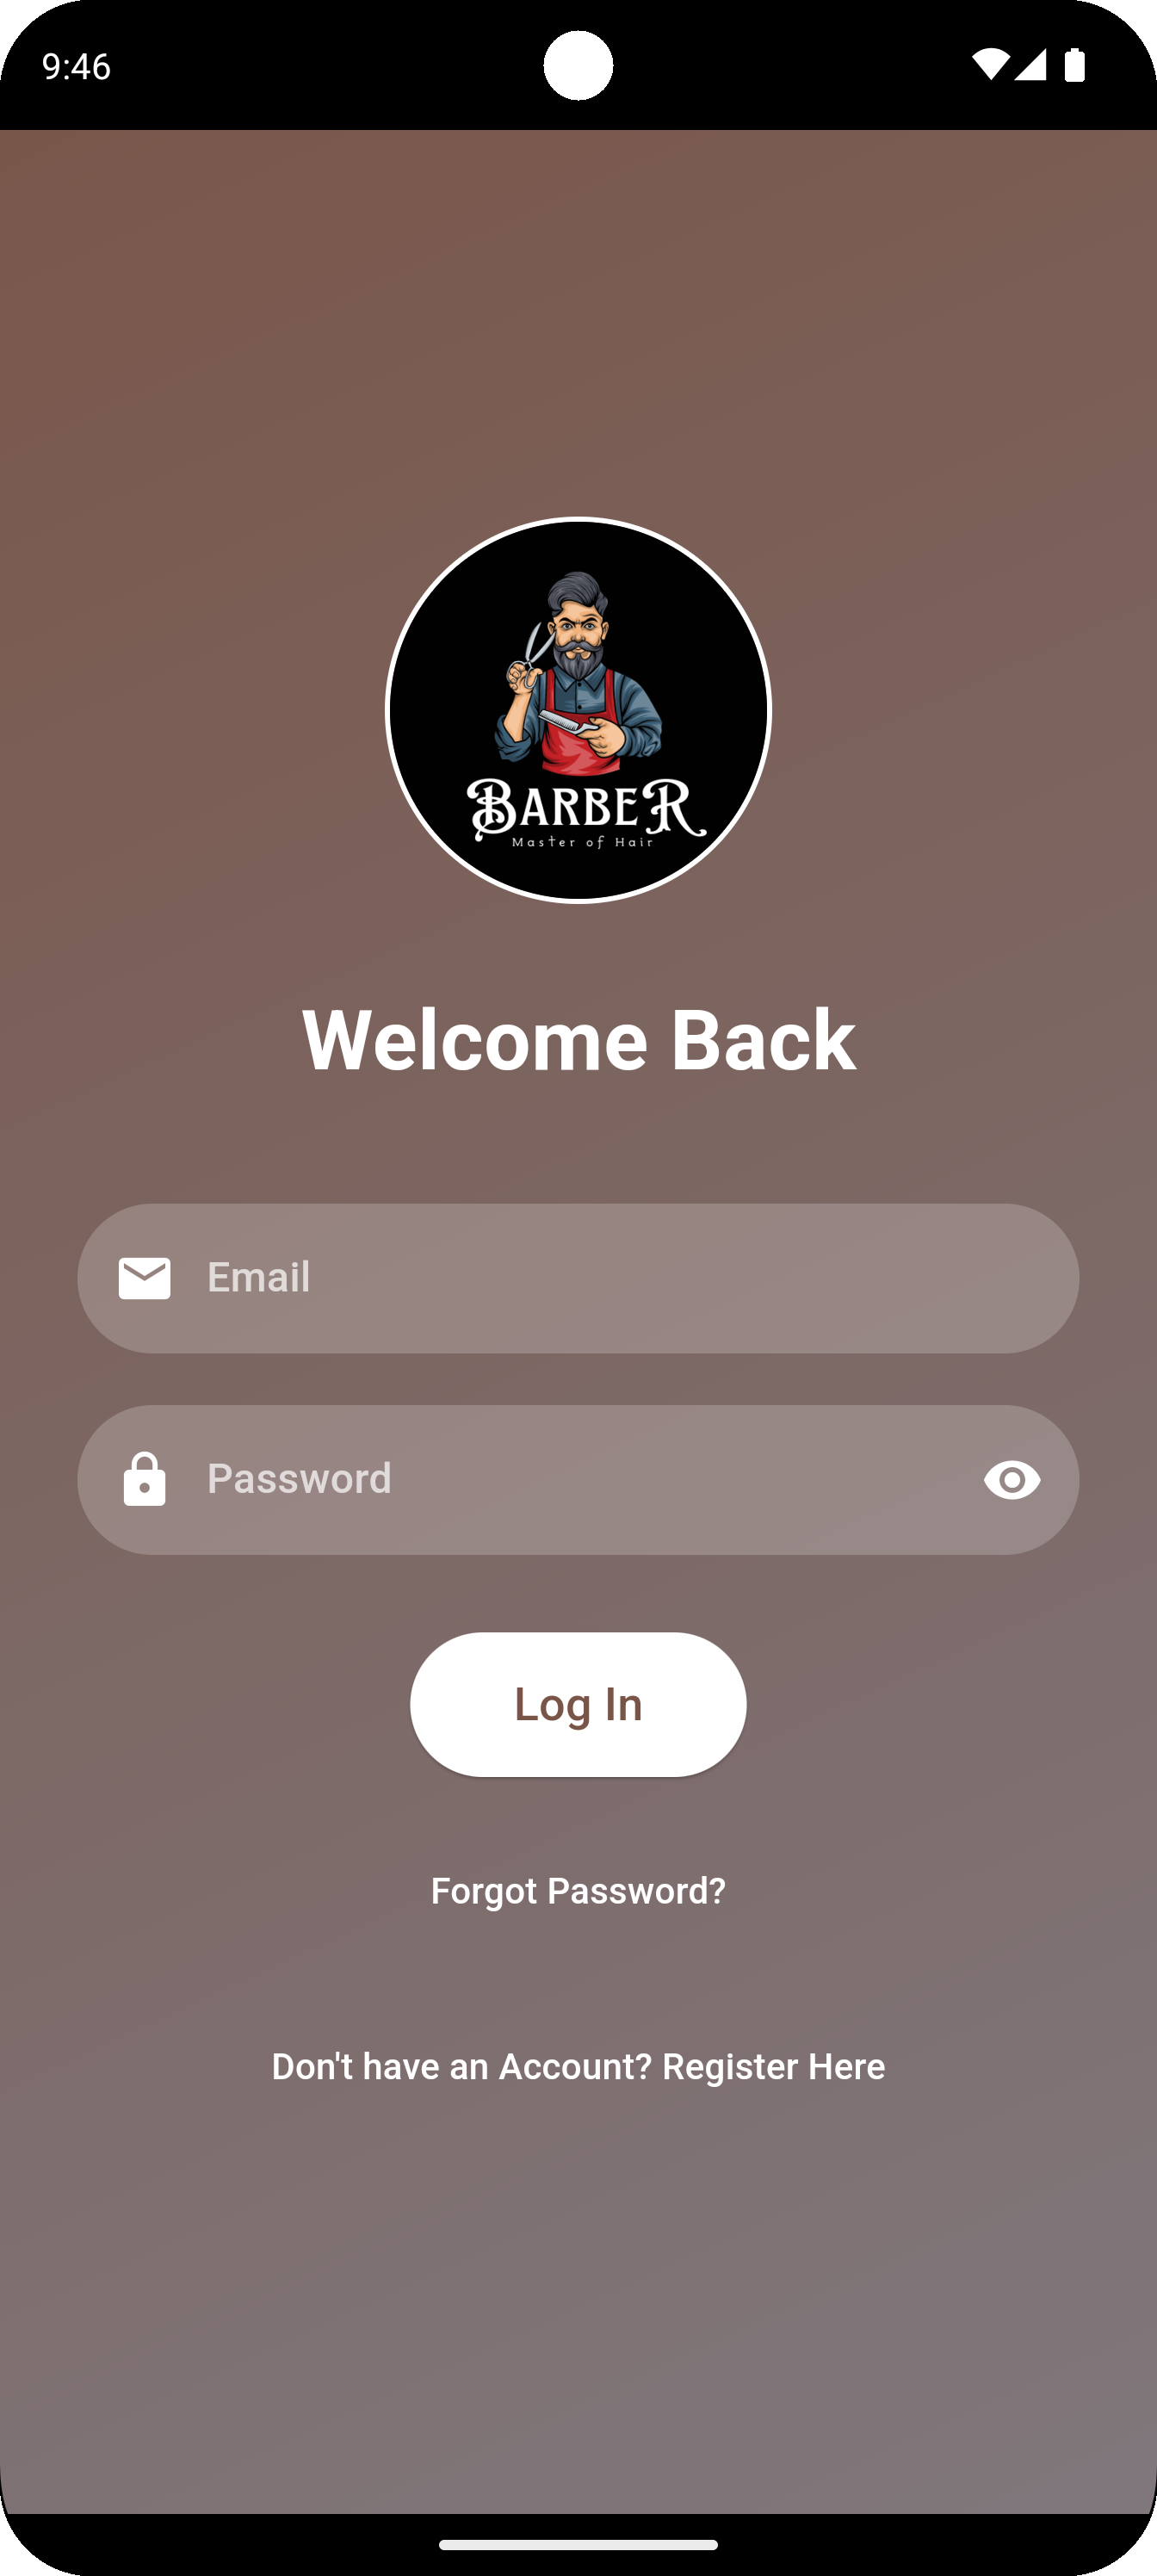 9:46
BARBER
Master of Hair
Welcome Back
Email
Password
Log In
Forgot Password?
Don't have an Account? Register Here